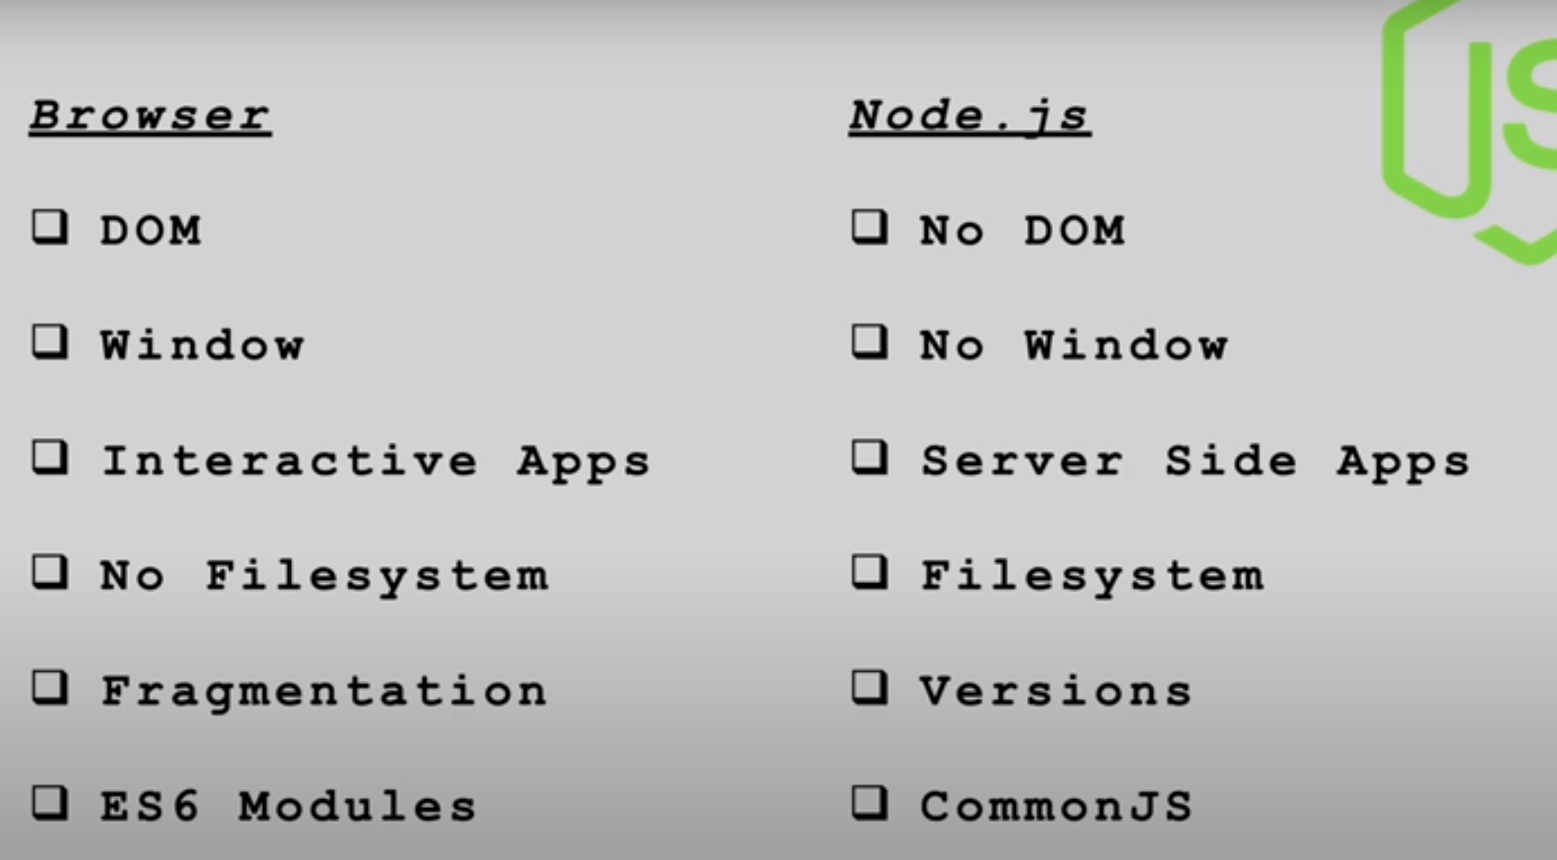 Browser
❑ DOM
❑ Window
❑ Interactive Apps
❑ No Filesystem
❑ Fragmentation
❑ ES6 Modules
Node.js
❑ No DOM
❑ No Window
❑ Server Side Apps
❑ Filesystem
❑ Versions
❑ CommonJS
JS